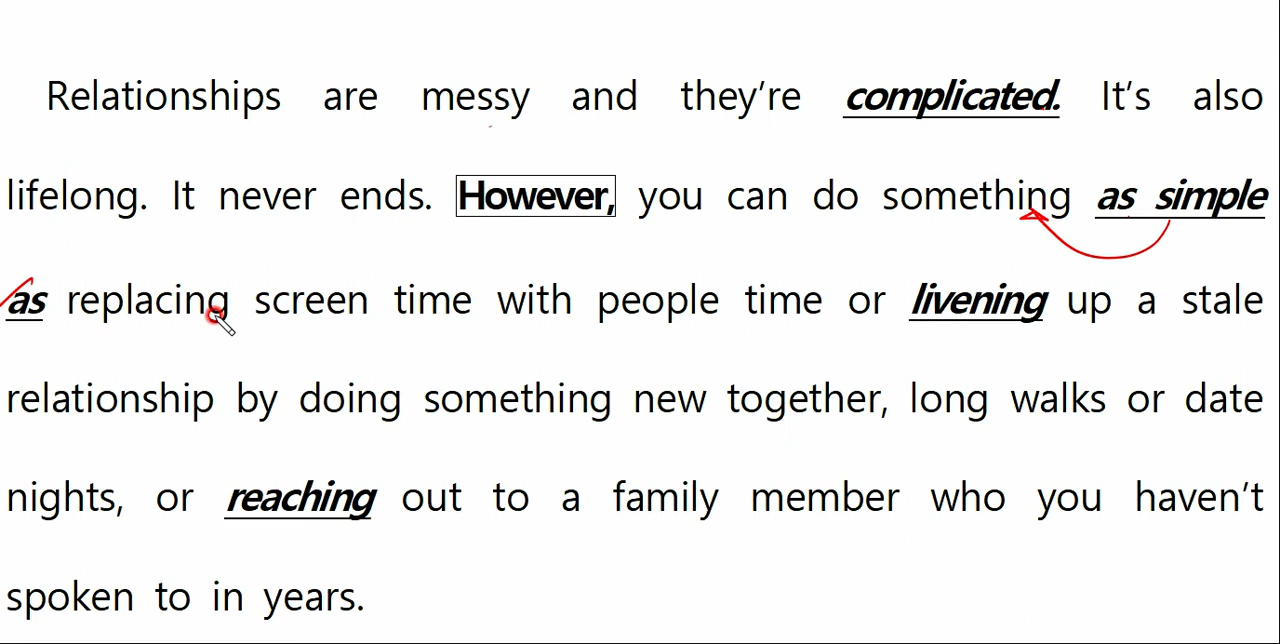 Relationships are messy and they’re complicated. It’s also
lifelong. It never ends. However, you can do something as simple
as replacing screen time with people time or livening up a stale
relationship by doing something new together, long walks or date
nights, or reaching out to a family member who you haven’t
spoken to in years.